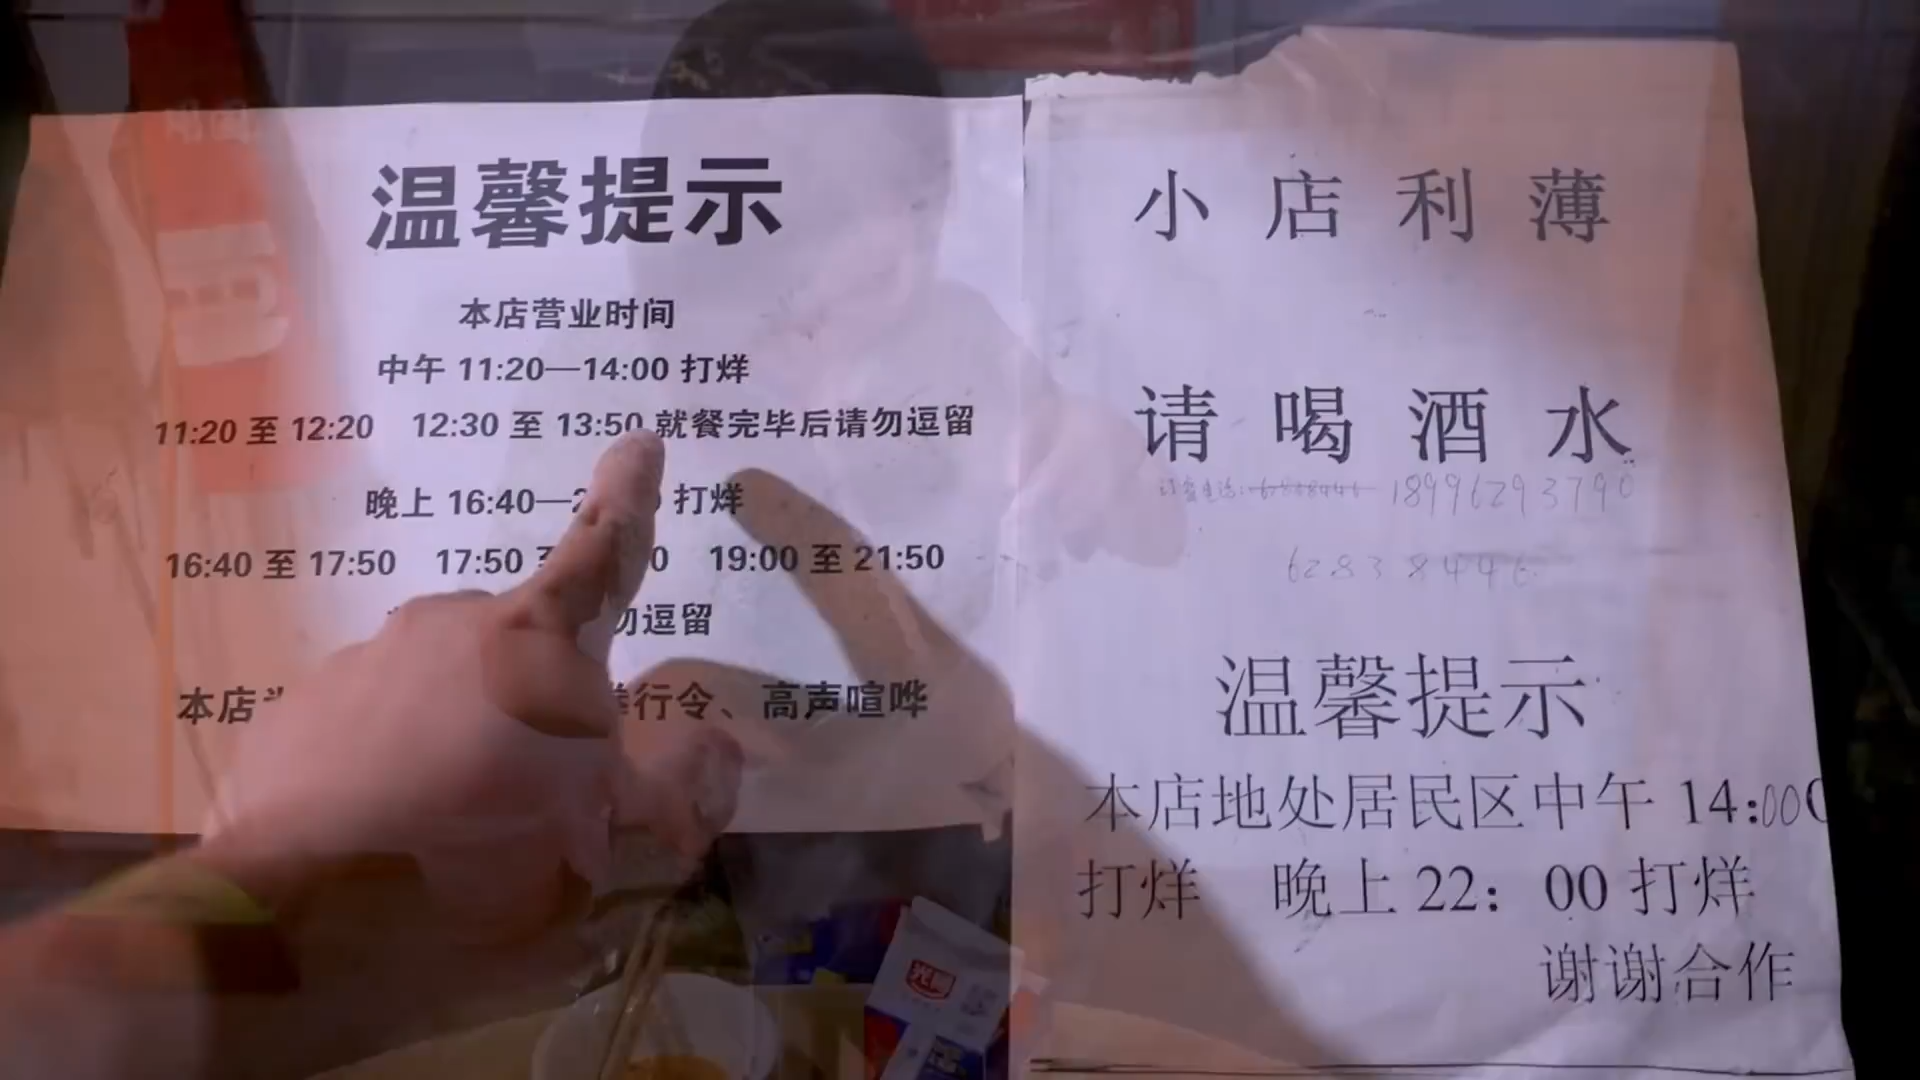 温馨提示
本店营业时间
中午 11:20—14:00 打烊
11:20 至 12:20 12:30 至 13:50 就餐完毕后请勿逗留
晚上 16:40— 打烊
16:40 至 17:50 17:50 19:00 至 21:50
勿逗留
本店 行令、高声喧哗
小店利薄
请喝酒水
18996293790
62838446
温馨提示
本店地处居民区中午 14:00
打烊 晚上 22：00 打烊
谢谢合作
光明